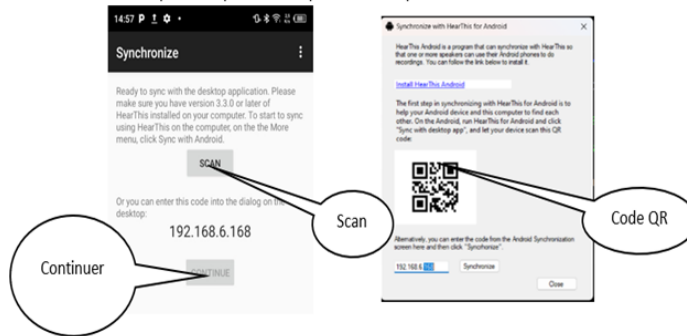 14:57
Synchronize
Ready to sync with the desktop application. Please
make sure you have version 3.3.0 or later of
HearThis installed on your computer. To start to sync
using HearThis on the computer, on the the More
menu, click Sync with Android.
SCAN
Or you can enter this code into the dialog on the
desktop:
192.168.6.168
CONTINUE
Continuer
Scan
Synchronize with HearThis for Android
HearThis Android is a program that can synchronize with HearThis so
that one or more speakers can use their Android phones to do
recordings. You can follow the link below to install it.
Install HearThis Android
The first step in synchronizing with HearThis for Android is to
help your Android device and this computer to find each
other. On the Android, run HearThis for Android and click
"Sync with desktop app", and let your device scan this QR
code:
Alternatively, you can enter the code from the Android Synchronization
screen here and then click "Synchronize".
192.168.6.168
Synchronize
Close
Code QR